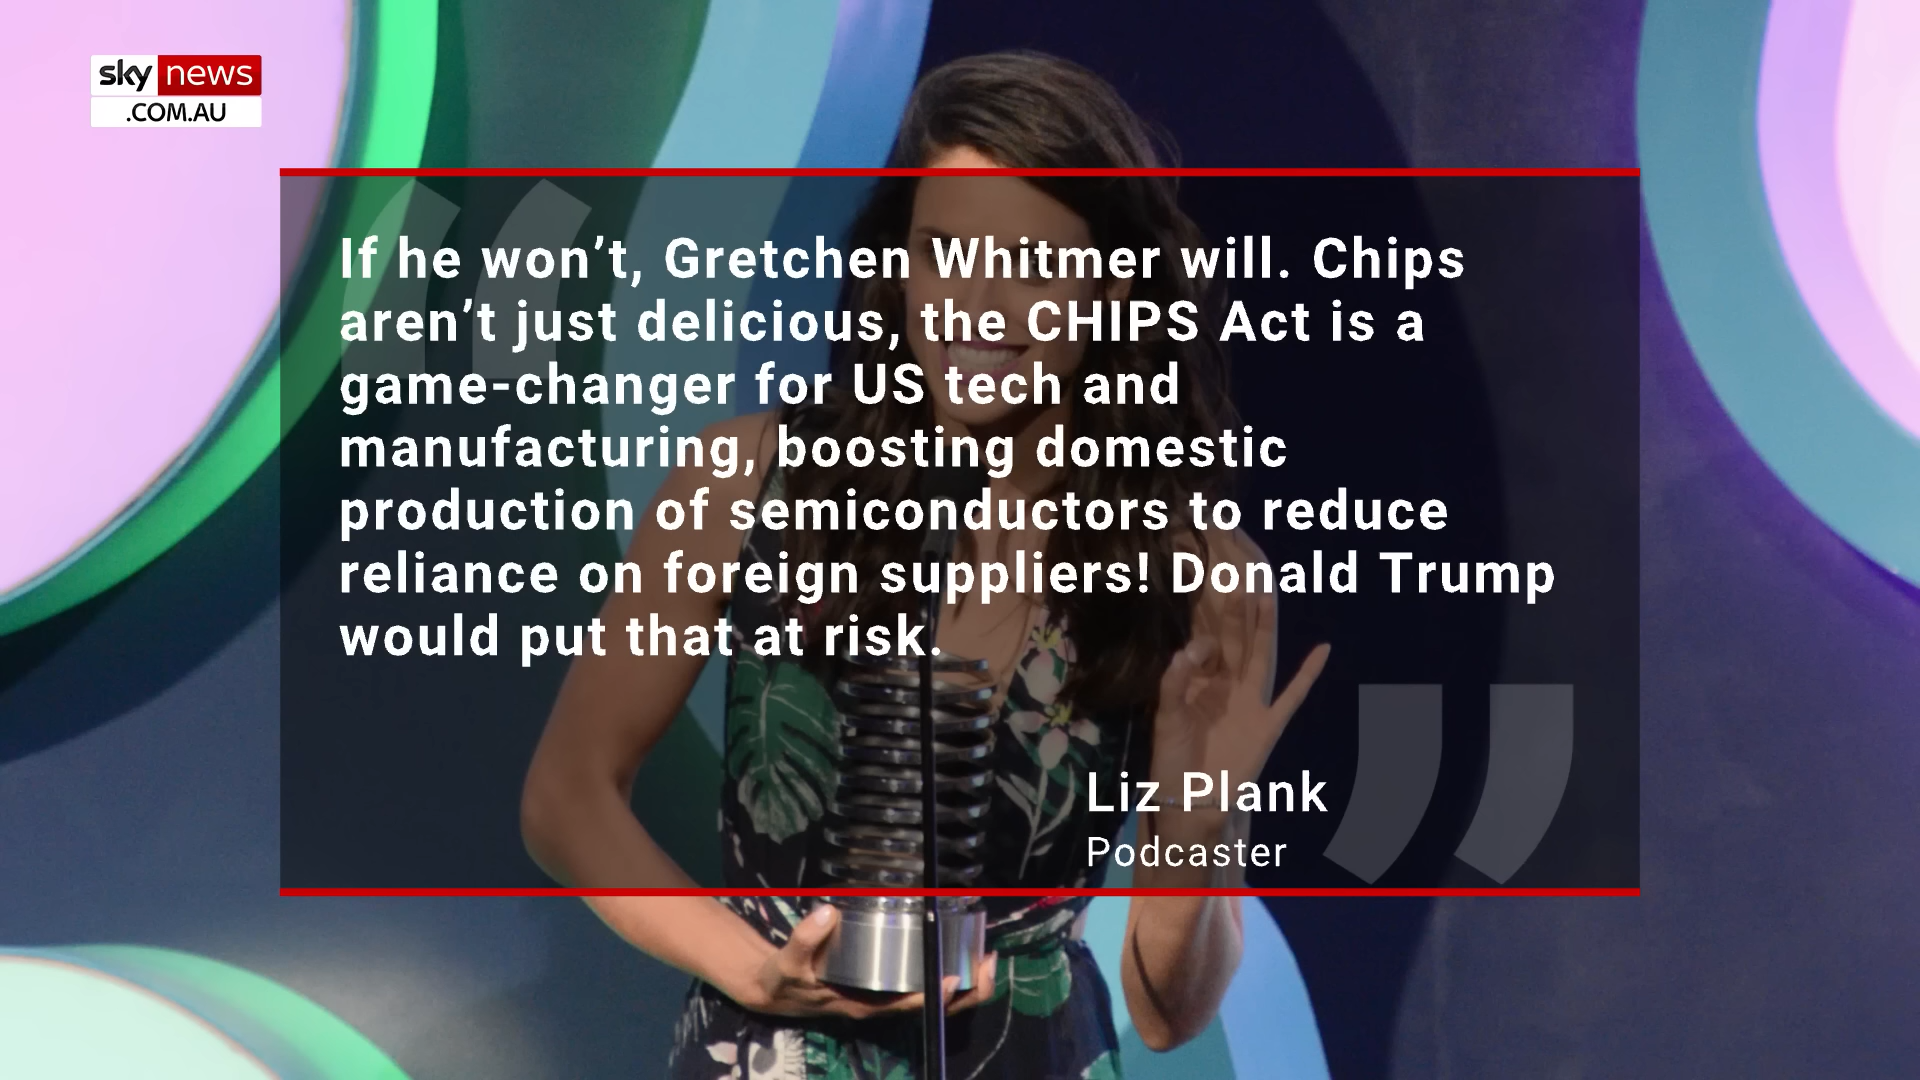 sky news
.COM.AU
If he won’t, Gretchen Whitmer will. Chips
aren’t just delicious, the CHIPS Act is a
game-changer for US tech and
manufacturing, boosting domestic
production of semiconductors to reduce
reliance on foreign suppliers! Donald Trump
would put that at risk.
Liz Plank
Podcaster